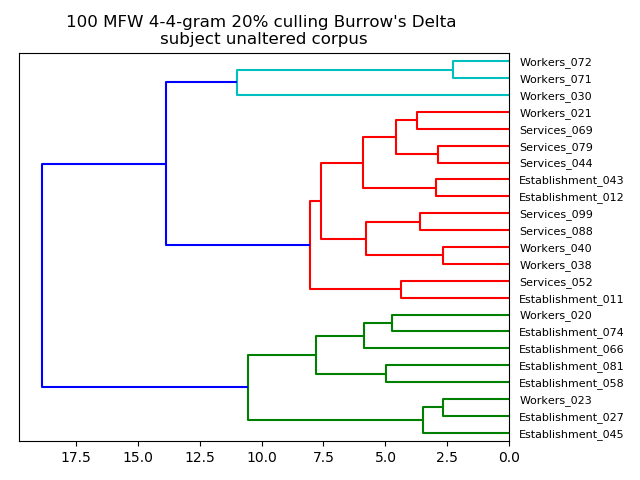 100 MFW 4-4-gram 20% culling Burrow's Delta
subject unaltered corpus
Workers_072
Workers_071
Workers_030
Workers_021
Services_069
Services_079
Services_044
Establishment_043
Establishment_012
Services_099
Services_088
Workers_040
Workers_038
Services_052
Establishment_011
Workers_020
Establishment_074
Establishment_066
Establishment_081
Establishment_058
Workers_023
Establishment_027
Establishment_045
17.5 15.0 12.5 10.0 7.5 5.0 2.5 0.0